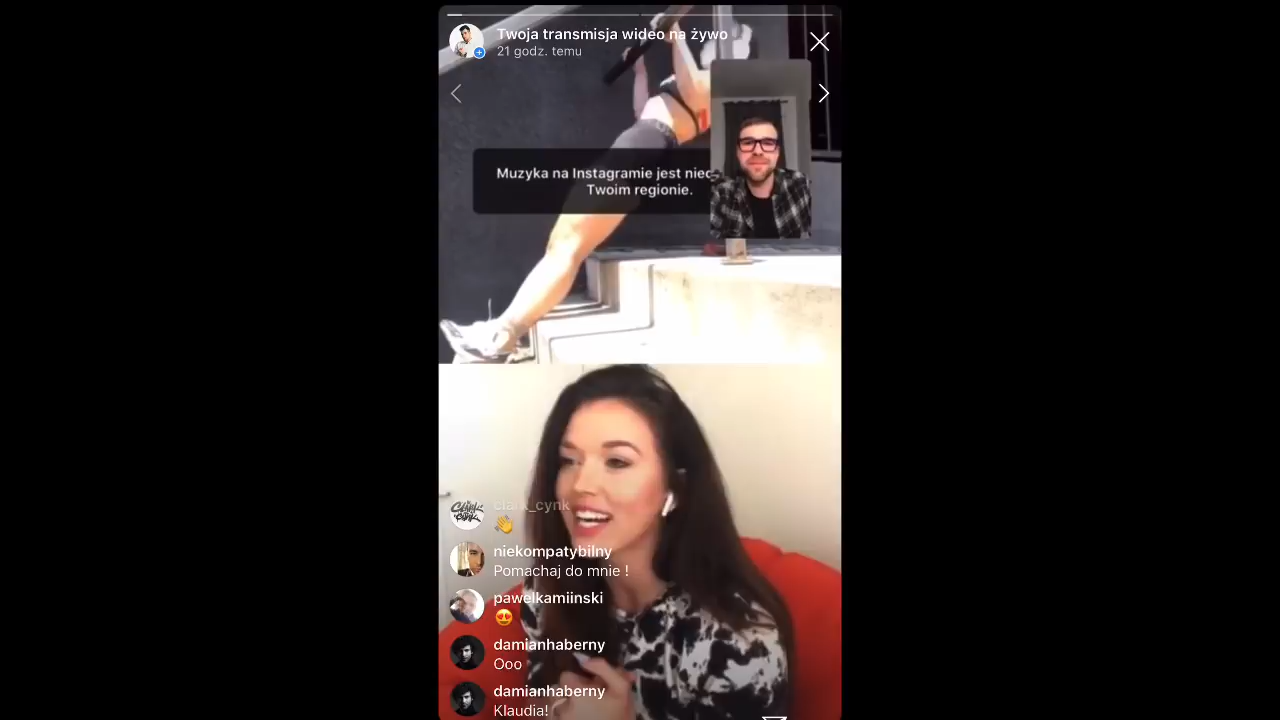 Twoja transmisja wideo na żywo
21 godz. temu
Muzyka na Instagramie jest
Twoim regionie.
clark_cynk
niekompatybilny
Pomachaj do mnie !
pawelkamiinski
damianhaberny
Ooo
damianhaberny
Klaudia!